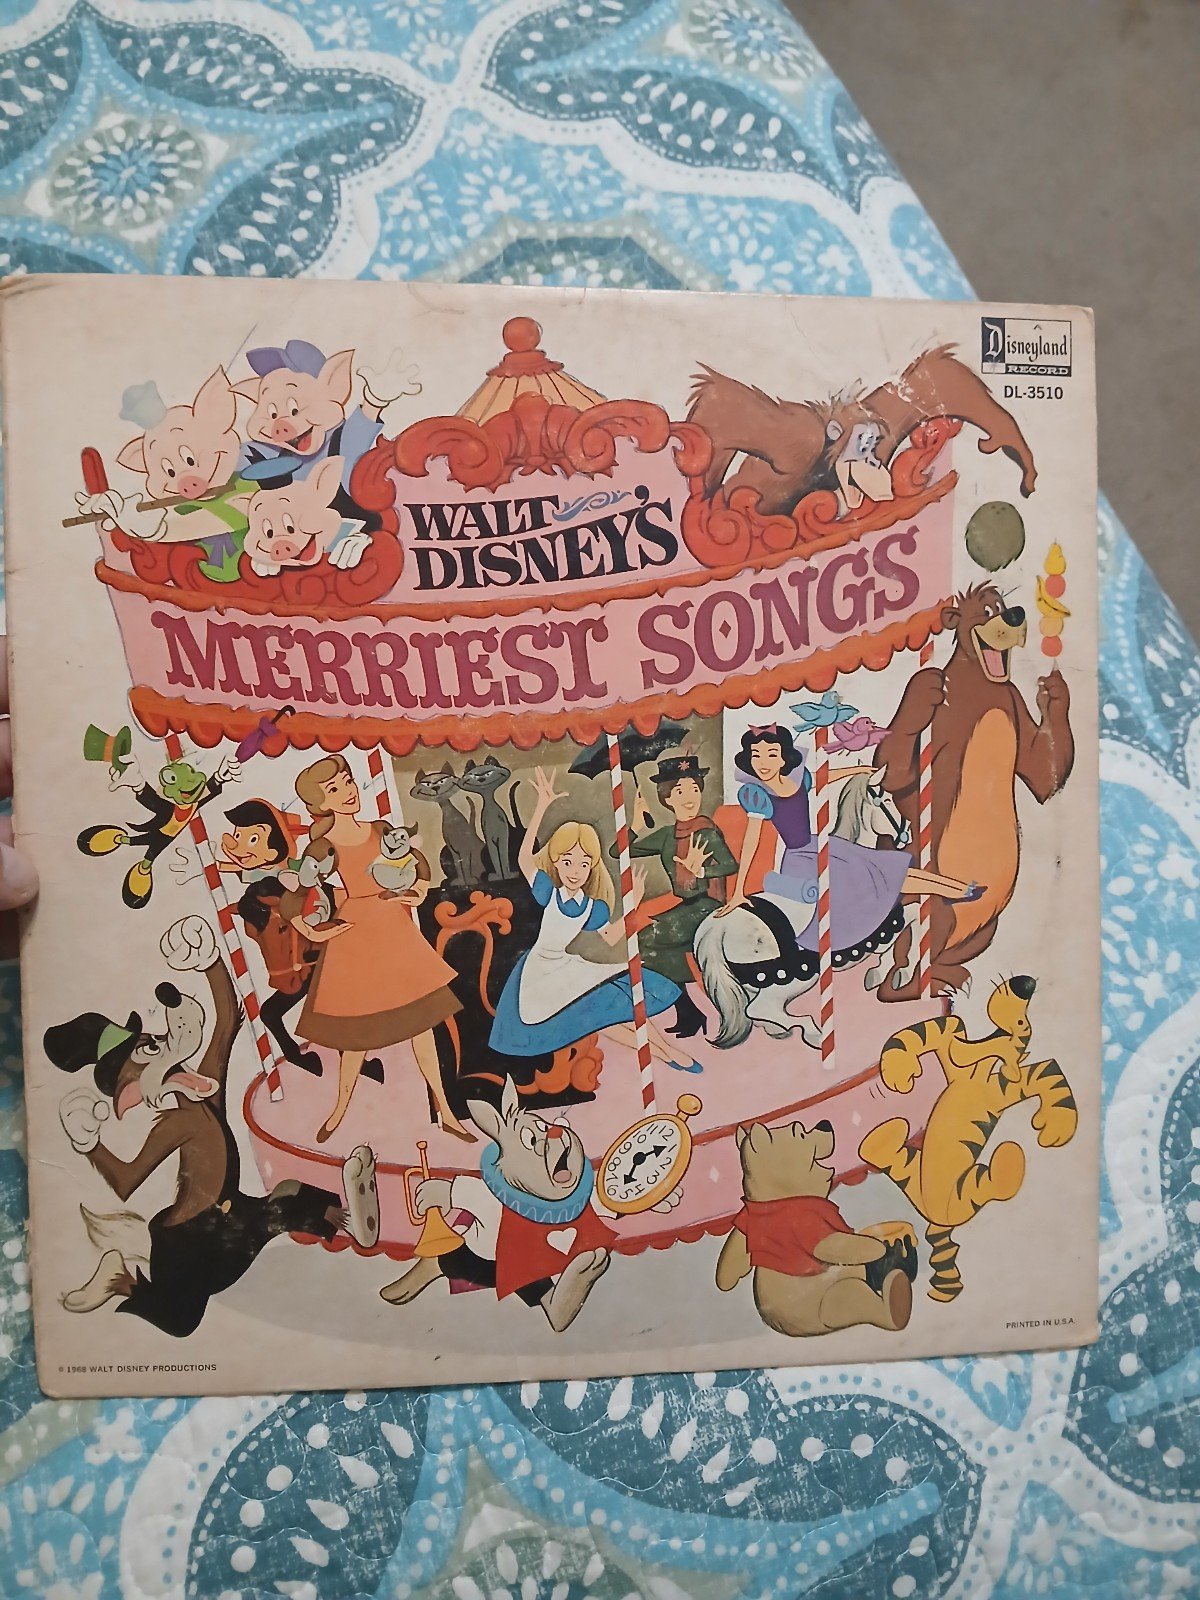 Disneyland
RECORD
DL-3510
WALT
DISNEY'S
MERRIEST SONGS
© 1968 WALT DISNEY PRODUCTIONS
PRINTED IN U.S.A.